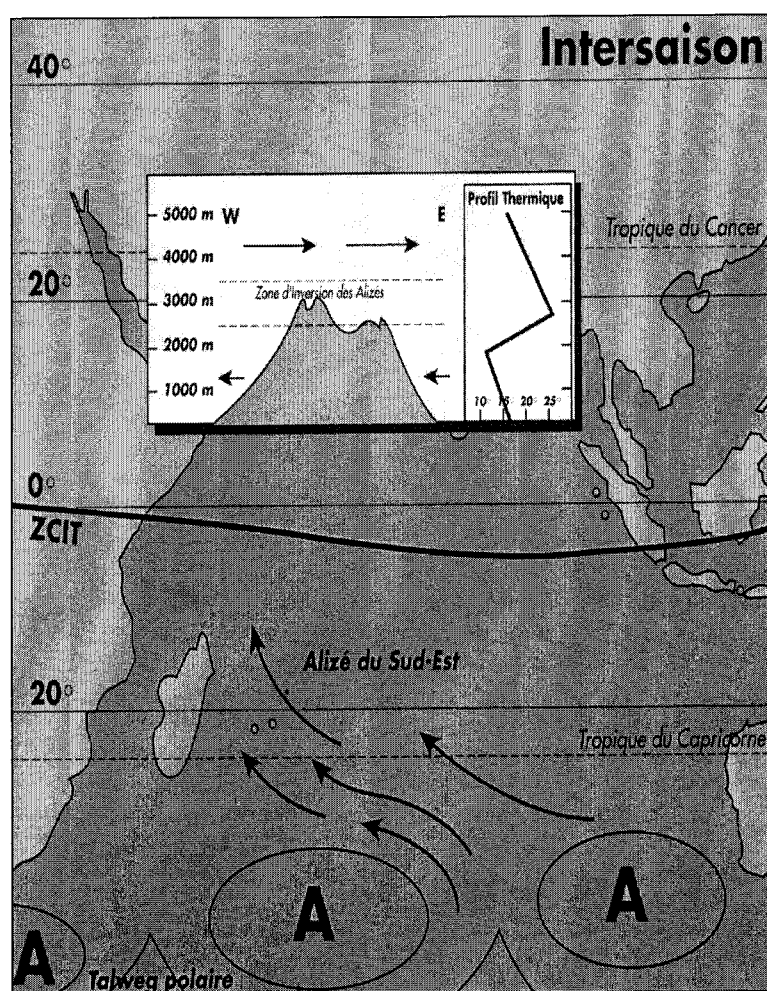 Intersaison
40°
5000 m
W
E
Profil Thermique
4000 m
Tropique du Cancer
20°
Zone d'inversion des Alizés
3000 m
2000 m
1000 m
10° 15° 20° 25°
0°
ZCIT
Alizé du Sud-Est
20°
Tropique du Capricorne
A
A
A
Talweg polaire